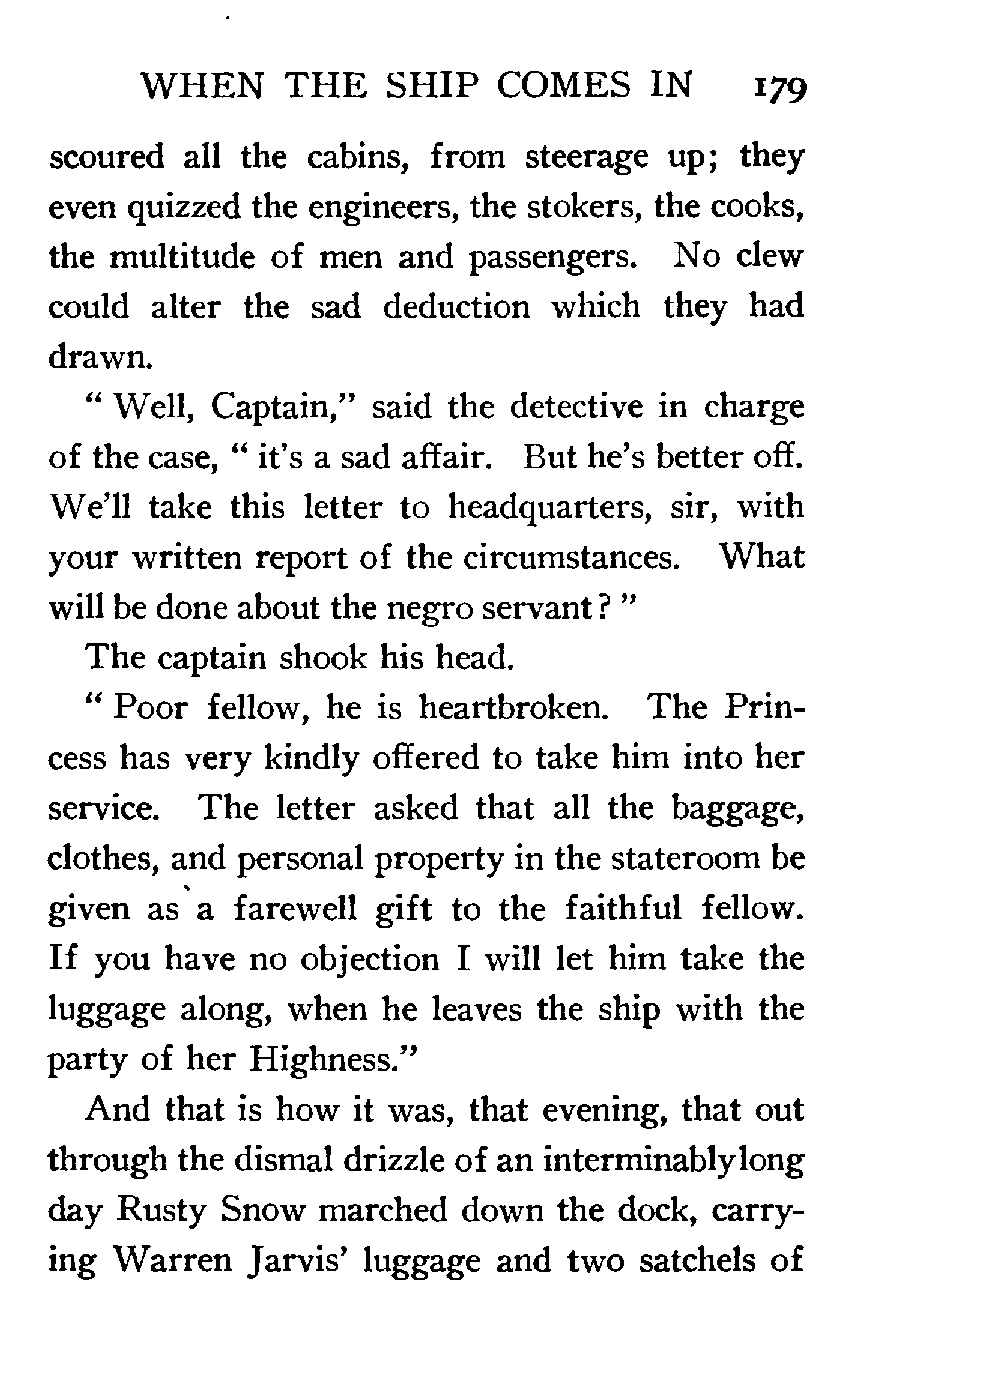 WHEN THE SHIP COMES IN 179
scoured all the cabins, from steerage up; they
even quizzed the engineers, the stokers, the cooks,
the multitude of men and passengers. No clew
could alter the sad deduction which they had
drawn.
“ Well, Captain,” said the detective in charge
of the case, “ it's a sad affair. But he's better off.
We'll take this letter to headquarters, sir, with
your written report of the circumstances. What
will be done about the negro servant? ”
The captain shook his head.
“ Poor fellow, he is heartbroken. The Prin-
cess has very kindly offered to take him into her
service. The letter asked that all the baggage,
clothes, and personal property in the stateroom be
given as a farewell gift to the faithful fellow.
If you have no objection I will let him take the
luggage along, when he leaves the ship with the
party of her Highness.”
And that is how it was, that evening, that out
through the dismal drizzle of an interminablylong
day Rusty Snow marched down the dock, carry-
ing Warren Jarvis' luggage and two satchels of